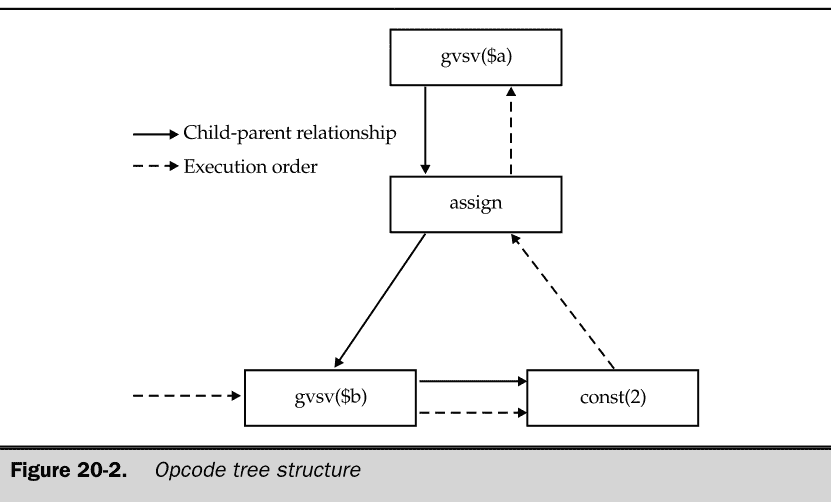 gvsv($a)
Child-parent relationship
Execution order
assign
gvsv($b)
const(2)
Figure 20-2. Opcode tree structure